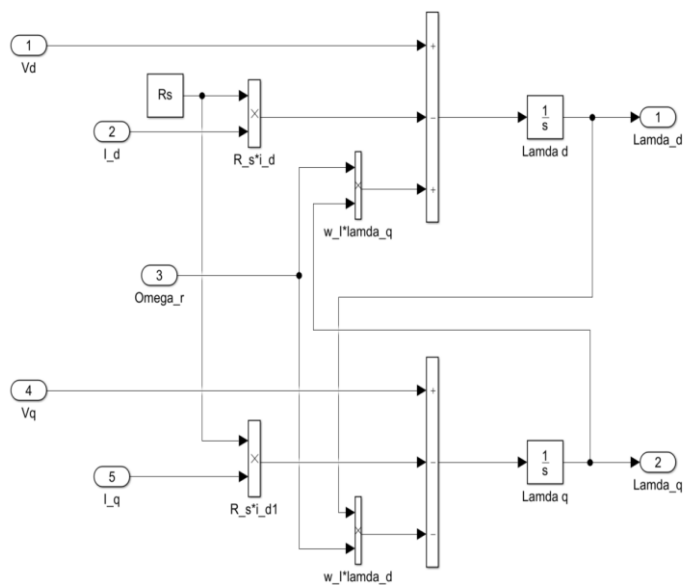 1
Vd
+
Rs
2
I_d
×
R_s*i_d
−
1
s
Lamda d
1
Lamda_d
×
w_l*lamda_q
+
3
Omega_r
4
Vq
+
5
I_q
×
R_s*i_d1
−
1
s
Lamda q
2
Lamda_q
×
w_l*lamda_d
−